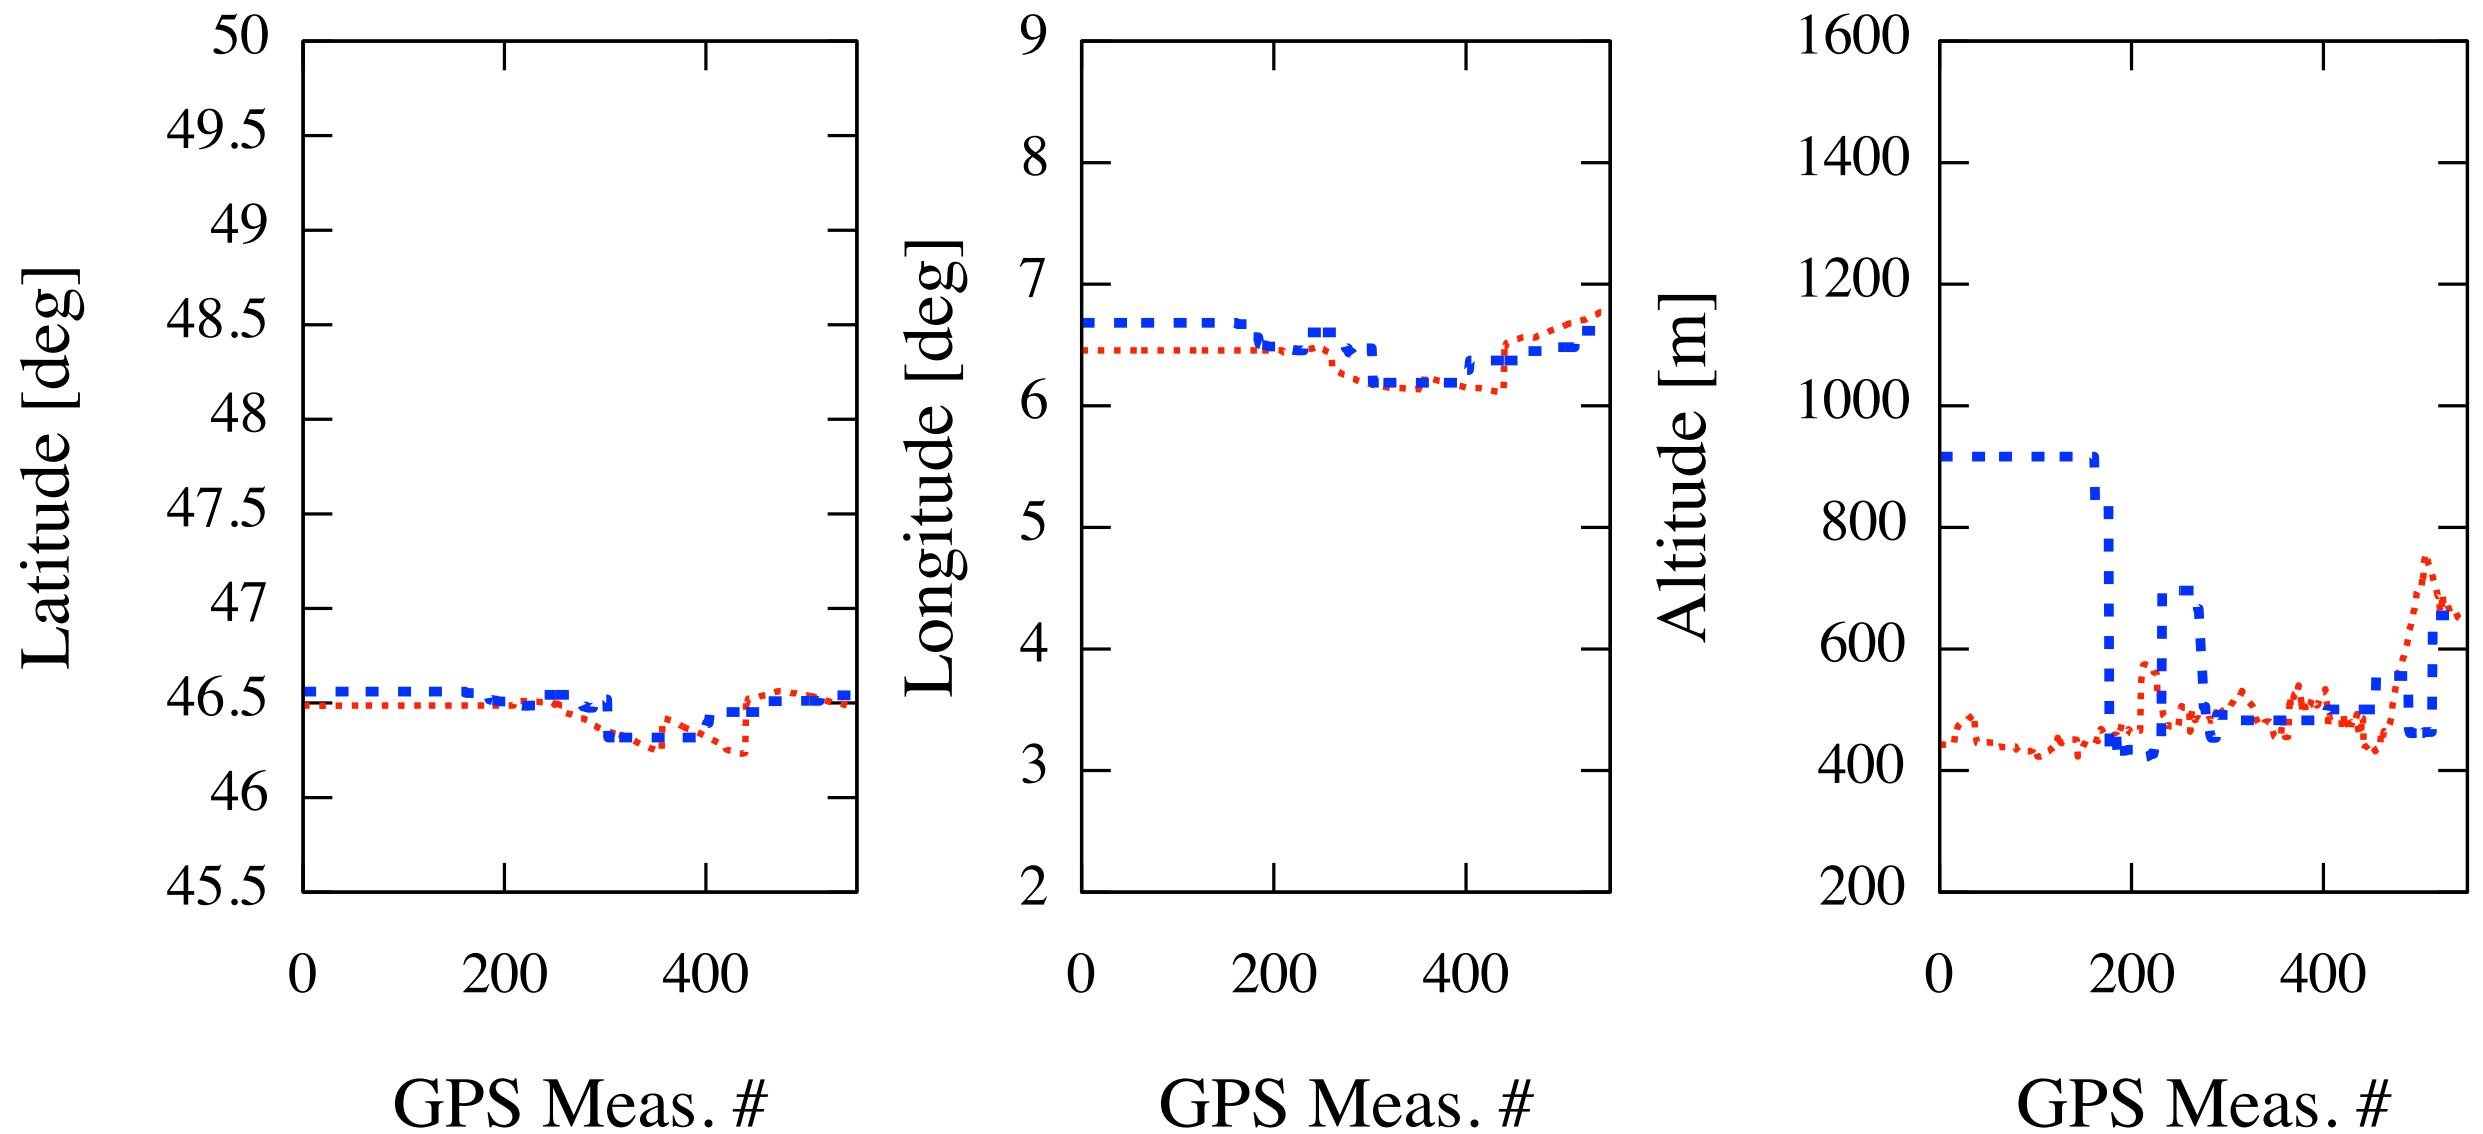 Latitude [deg]
50
49.5
49
48.5
48
47.5
47
46.5
46
45.5
0 200 400
GPS Meas. #
Longitude [deg]
9
8
7
6
5
4
3
2
0 200 400
GPS Meas. #
Altitude [m]
1600
1400
1200
1000
800
600
400
200
0 200 400
GPS Meas. #